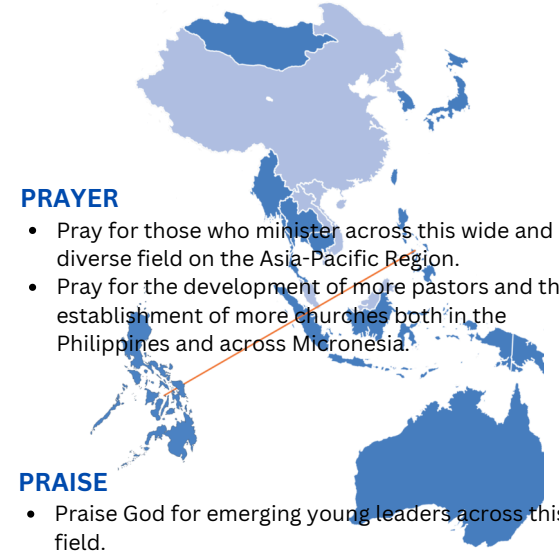 PRAYER
• Pray for those who minister across this wide and
diverse field on the Asia-Pacific Region.
• Pray for the development of more pastors and th
establishment of more churches both in the
Philippines and across Micronesia.
PRAISE
• Praise God for emerging young leaders across this
field.